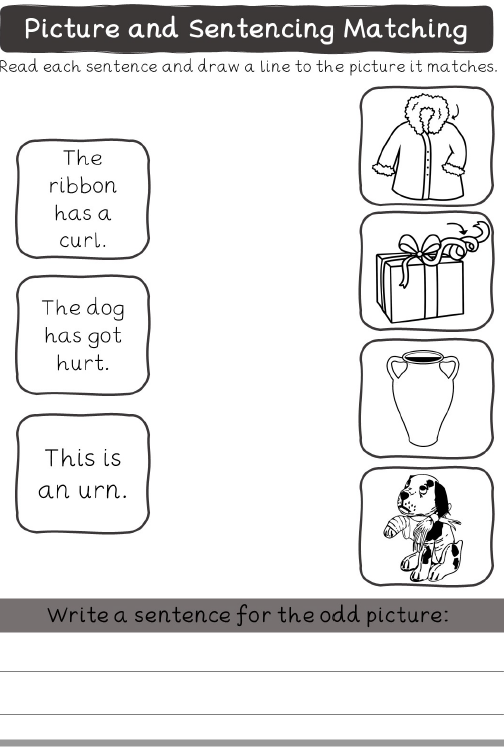 Picture and Sentencing Matching
Read each sentence and draw a line to the picture it matches.
The
ribbon
has a
curl.
The dog
has got
hurt.
This is
an urn.
Write a sentence for the odd picture: